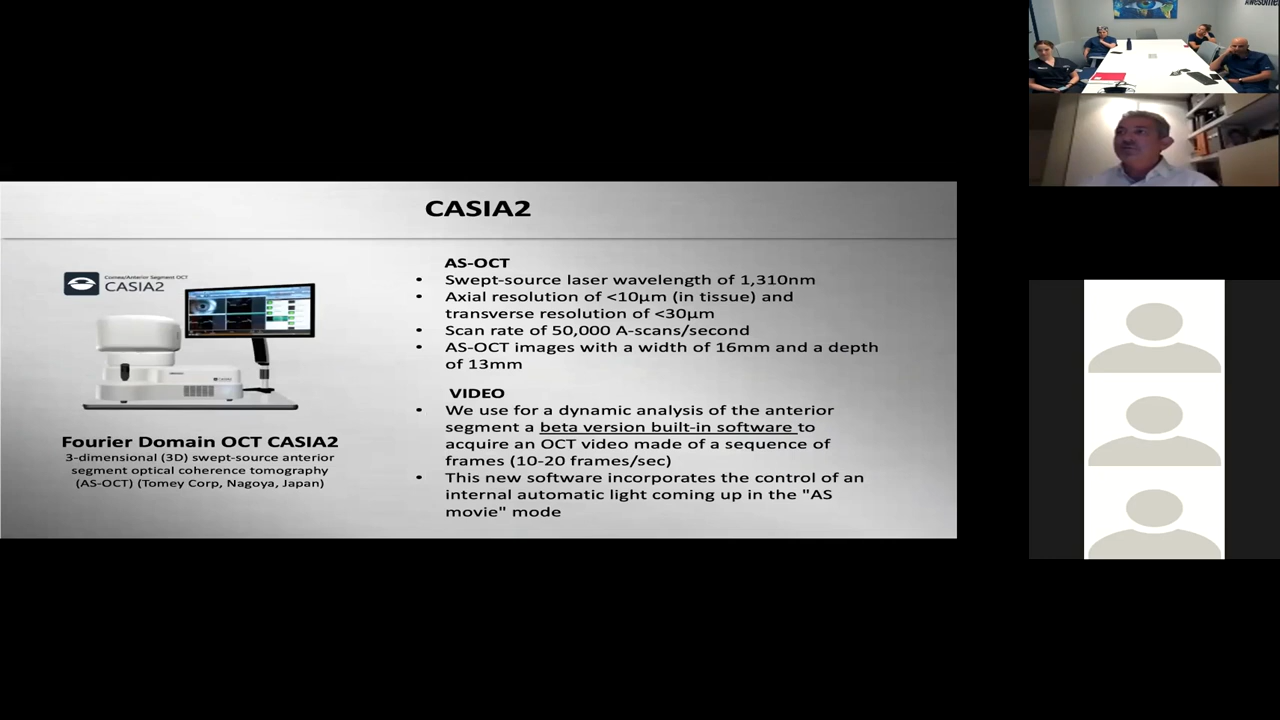 Awesome
CASIA2
Cornea/Anterior Segment OCT
CASIA2
AS-OCT
• Swept-source laser wavelength of 1,310nm
• Axial resolution of <10µm (in tissue) and
transverse resolution of <30µm
• Scan rate of 50,000 A-scans/second
• AS-OCT images with a width of 16mm and a depth
of 13mm
VIDEO
• We use for a dynamic analysis of the anterior
segment a beta version built-in software to
acquire an OCT video made of a sequence of
frames (10-20 frames/sec)
• This new software incorporates the control of an
internal automatic light coming up in the "AS
movie" mode
Fourier Domain OCT CASIA2
3-dimensional (3D) swept-source anterior
segment optical coherence tomography
(AS-OCT) (Tomey Corp, Nagoya, Japan)